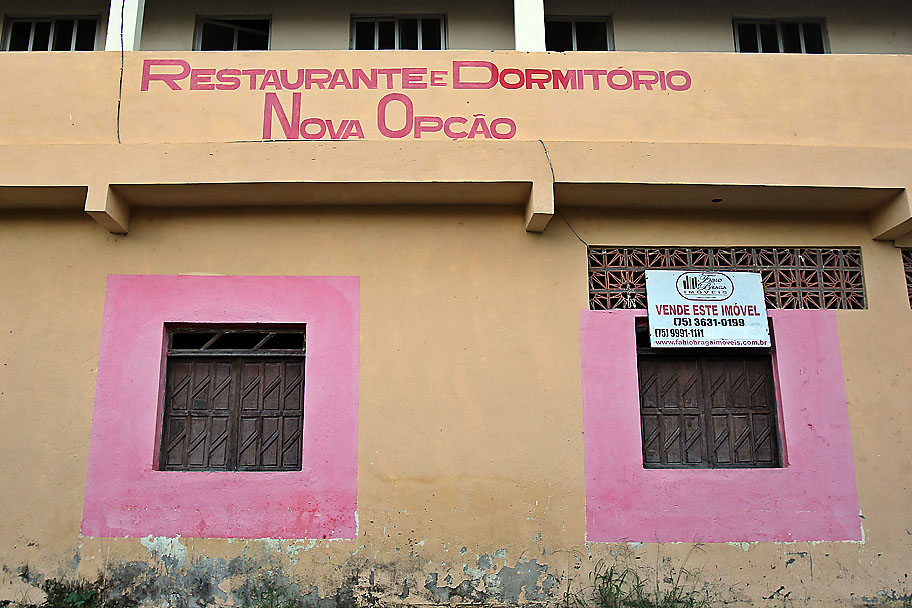 RESTAURANTE E DORMITÓRIO
NOVA OPCÃO
FABIO
BRAGA
IMÓVEIS
VENDE ESTE IMÓVEL
(75) 3631-0199
(75) 9991-1111
www.fabiobragaimoveis.com.br